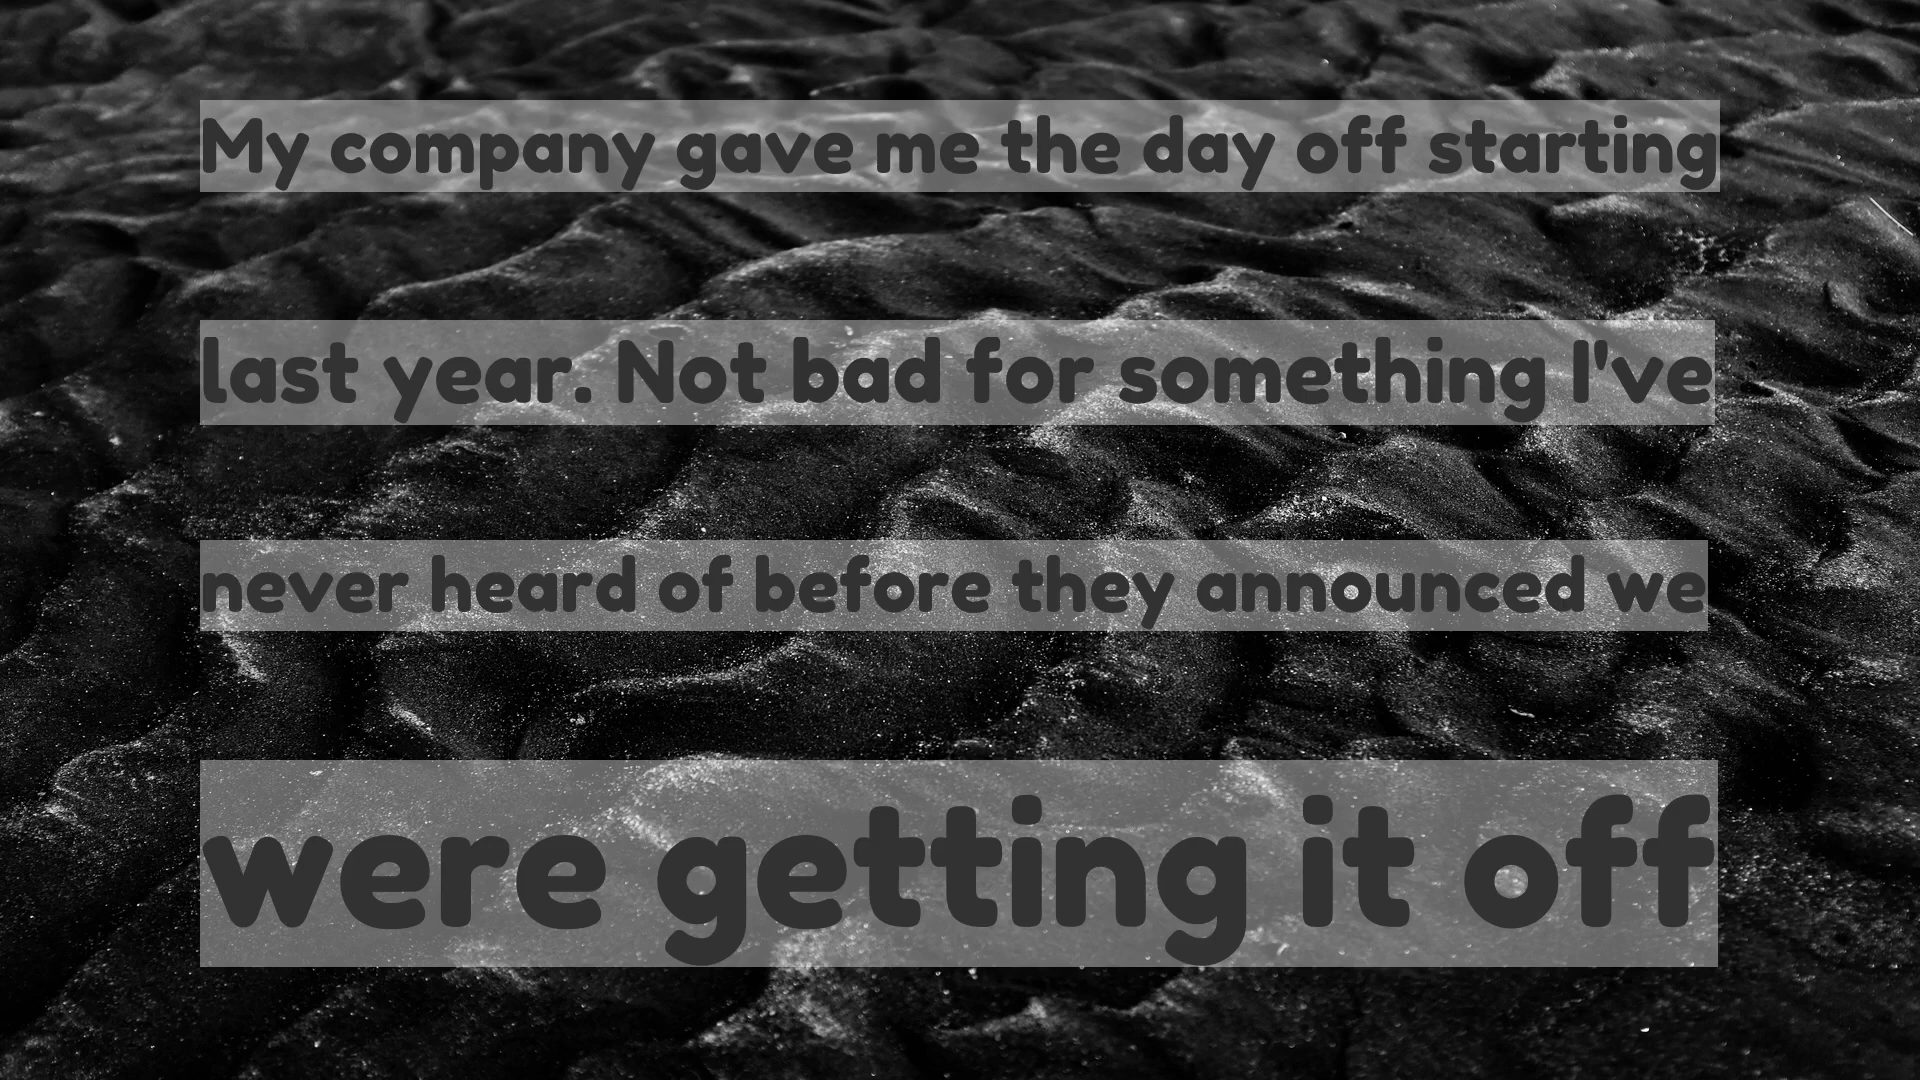 My company gave me the day off starting
last year. Not bad for something I've
never heard of before they announced we
were getting it off